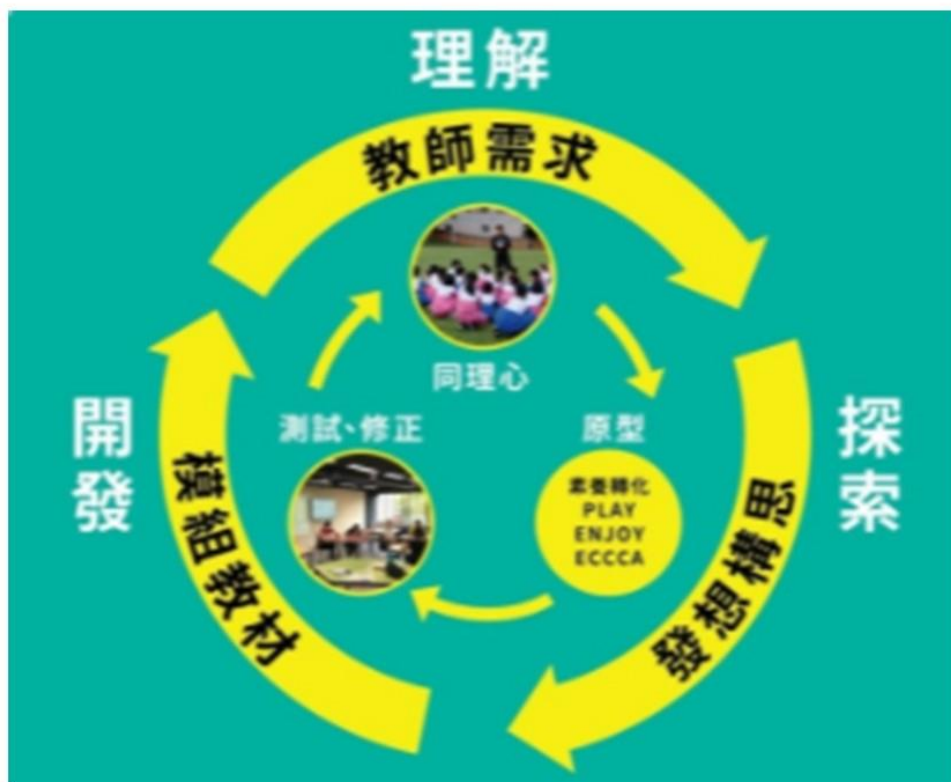 理解
教師需求
同理心
測試、修正
原型
素養轉化
PLAY
ENJOY
ECCCA
開發
探索
模組教材
發想構思